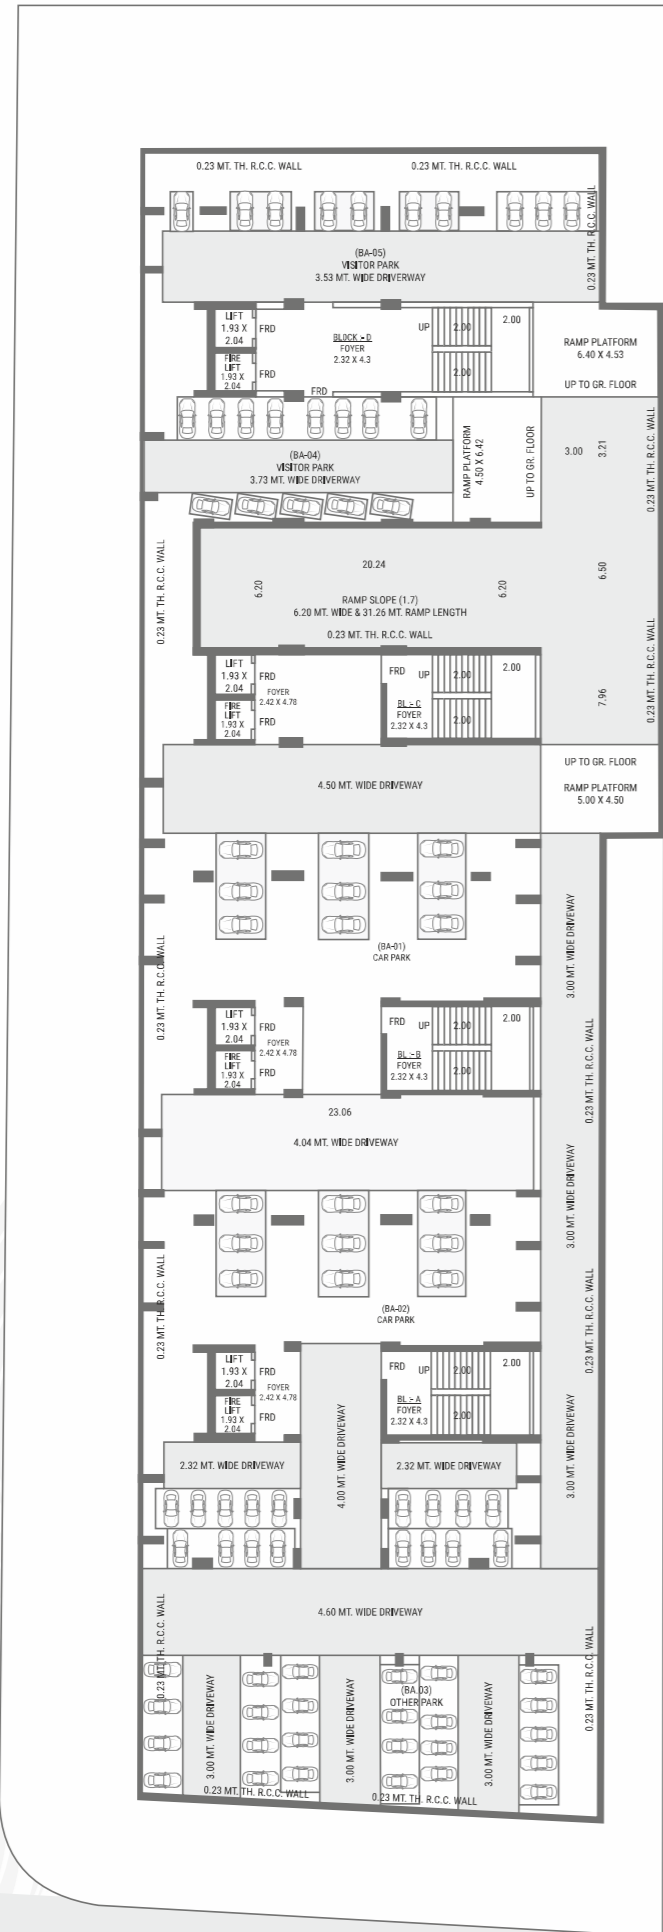 0.23 MT. TH. R.C.C. WALL
0.23 MT. TH. R.C.C. WALL
0.23 MT. TH. R.C.C. WALL
(BA-05)
VISITOR PARK
3.53 MT. WIDE DRIVERWAY
LIFT
1.93 X
2.04
FRD
FIRE
LIFT
1.93 X
2.04
FRD
BLOCK :- D
FOYER
2.32 X 4.3
FRD
UP
2.00
2.00
2.00
RAMP PLATFORM
6.40 X 4.53
UP TO GR. FLOOR
(BA-04)
VISITOR PARK
3.73 MT. WIDE DRIVERWAY
RAMP PLATFORM
4.50 X 6.42
UP TO GR. FLOOR
3.00
3.21
0.23 MT. TH. R.C.C. WALL
0.23 MT. TH. R.C.C. WALL
20.24
6.20
6.20
6.50
RAMP SLOPE (1.7)
6.20 MT. WIDE & 31.26 MT. RAMP LENGTH
0.23 MT. TH. R.C.C. WALL
LIFT
1.93 X
2.04
FRD
FOYER
2.42 X 4.78
FIRE
LIFT
1.93 X
2.04
FRD
FRD
UP
BL :- C
FOYER
2.32 X 4.3
2.00
2.00
2.00
7.96
0.23 MT. TH. R.C.C. WALL
4.50 MT. WIDE DRIVEWAY
UP TO GR. FLOOR
RAMP PLATFORM
5.00 X 4.50
(BA-01)
CAR PARK
0.23 MT. TH. R.C.C. WALL
3.00 MT. WIDE DRIVEWAY
LIFT
1.93 X
2.04
FRD
FOYER
2.42 X 4.78
FIRE
LIFT
1.93 X
2.04
FRD
FRD
UP
BL :- B
FOYER
2.32 X 4.3
2.00
2.00
2.00
0.23 MT. TH. R.C.C. WALL
23.06
4.04 MT. WIDE DRIVEWAY
3.00 MT. WIDE DRIVEWAY
(BA-02)
CAR PARK
0.23 MT. TH. R.C.C. WALL
0.23 MT. TH. R.C.C. WALL
LIFT
1.93 X
2.04
FRD
FOYER
2.42 X 4.78
FIRE
LIFT
1.93 X
2.04
FRD
FRD
UP
BL :- A
FOYER
2.32 X 4.3
2.00
2.00
2.00
3.00 MT. WIDE DRIVEWAY
2.32 MT. WIDE DRIVEWAY
4.00 MT. WIDE DRIVEWAY
2.32 MT. WIDE DRIVEWAY
4.60 MT. WIDE DRIVEWAY
0.23 MT. TH. R.C.C. WALL
0.23 MT. TH. R.C.C. WALL
(BA.03)
OTHER PARK
3.00 MT. WIDE DRIVEWAY
3.00 MT. WIDE DRIVEWAY
3.00 MT. WIDE DRIVEWAY
0.23 MT. TH. R.C.C. WALL
0.23 MT. TH. R.C.C. WALL